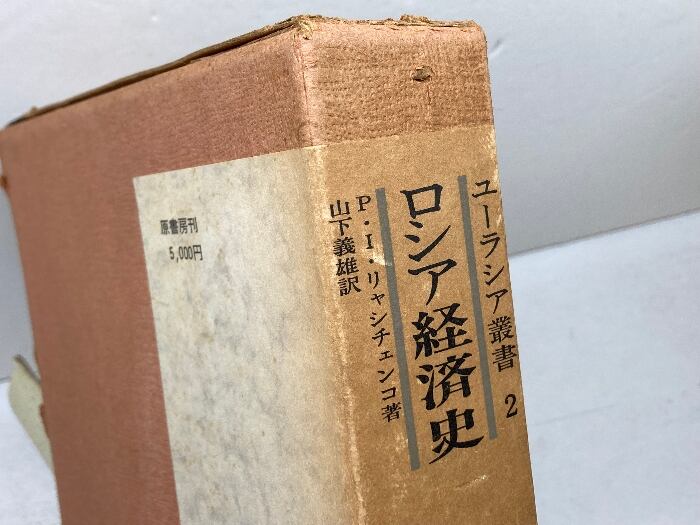 原書房刊
5,000円
ユーラシア叢書 2
ロシア経済史
P・I・リャシチェンコ著
山下義雄訳